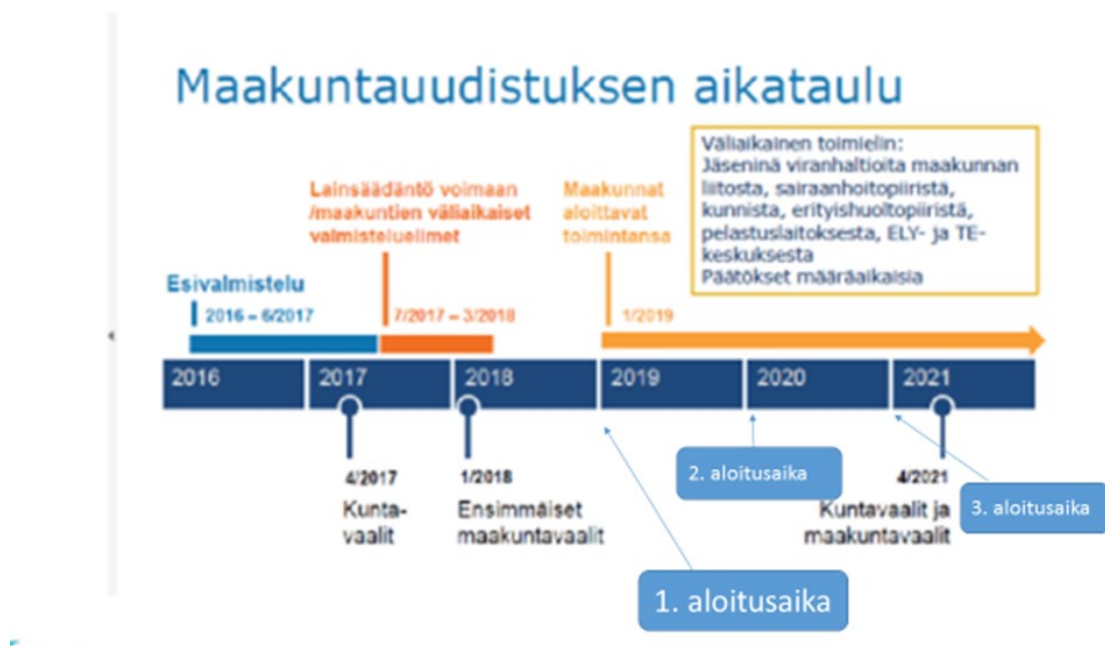 Maakuntauudistuksen aikataulu
Väliaikainen toimielin:
Jäseninä viranhaltioita maakunnan
liitosta, sairaanhoitopiiristä,
kunnista, erityishuoltopiiristä,
pelastuslaitoksesta, ELY- ja TE-
keskuksesta
Päätökset määräaikaisia
Lainsäädäntö voimaan
/maakuntien väliaikaiset
valmisteluelimet
Maakunnat
aloittavat
toimintansa
Esivalmistelu
2016 – 6/2017
7/2017 – 3/2018
1/2019
2016
2017
2018
2019
2020
2021
4/2017
Kunta-
vaalit
1/2018
Ensimmäiset
maakuntavaalit
2. aloitusaika
4/2021
Kuntavaalit ja
maakuntavaalit
3. aloitusaika
1. aloitusaika